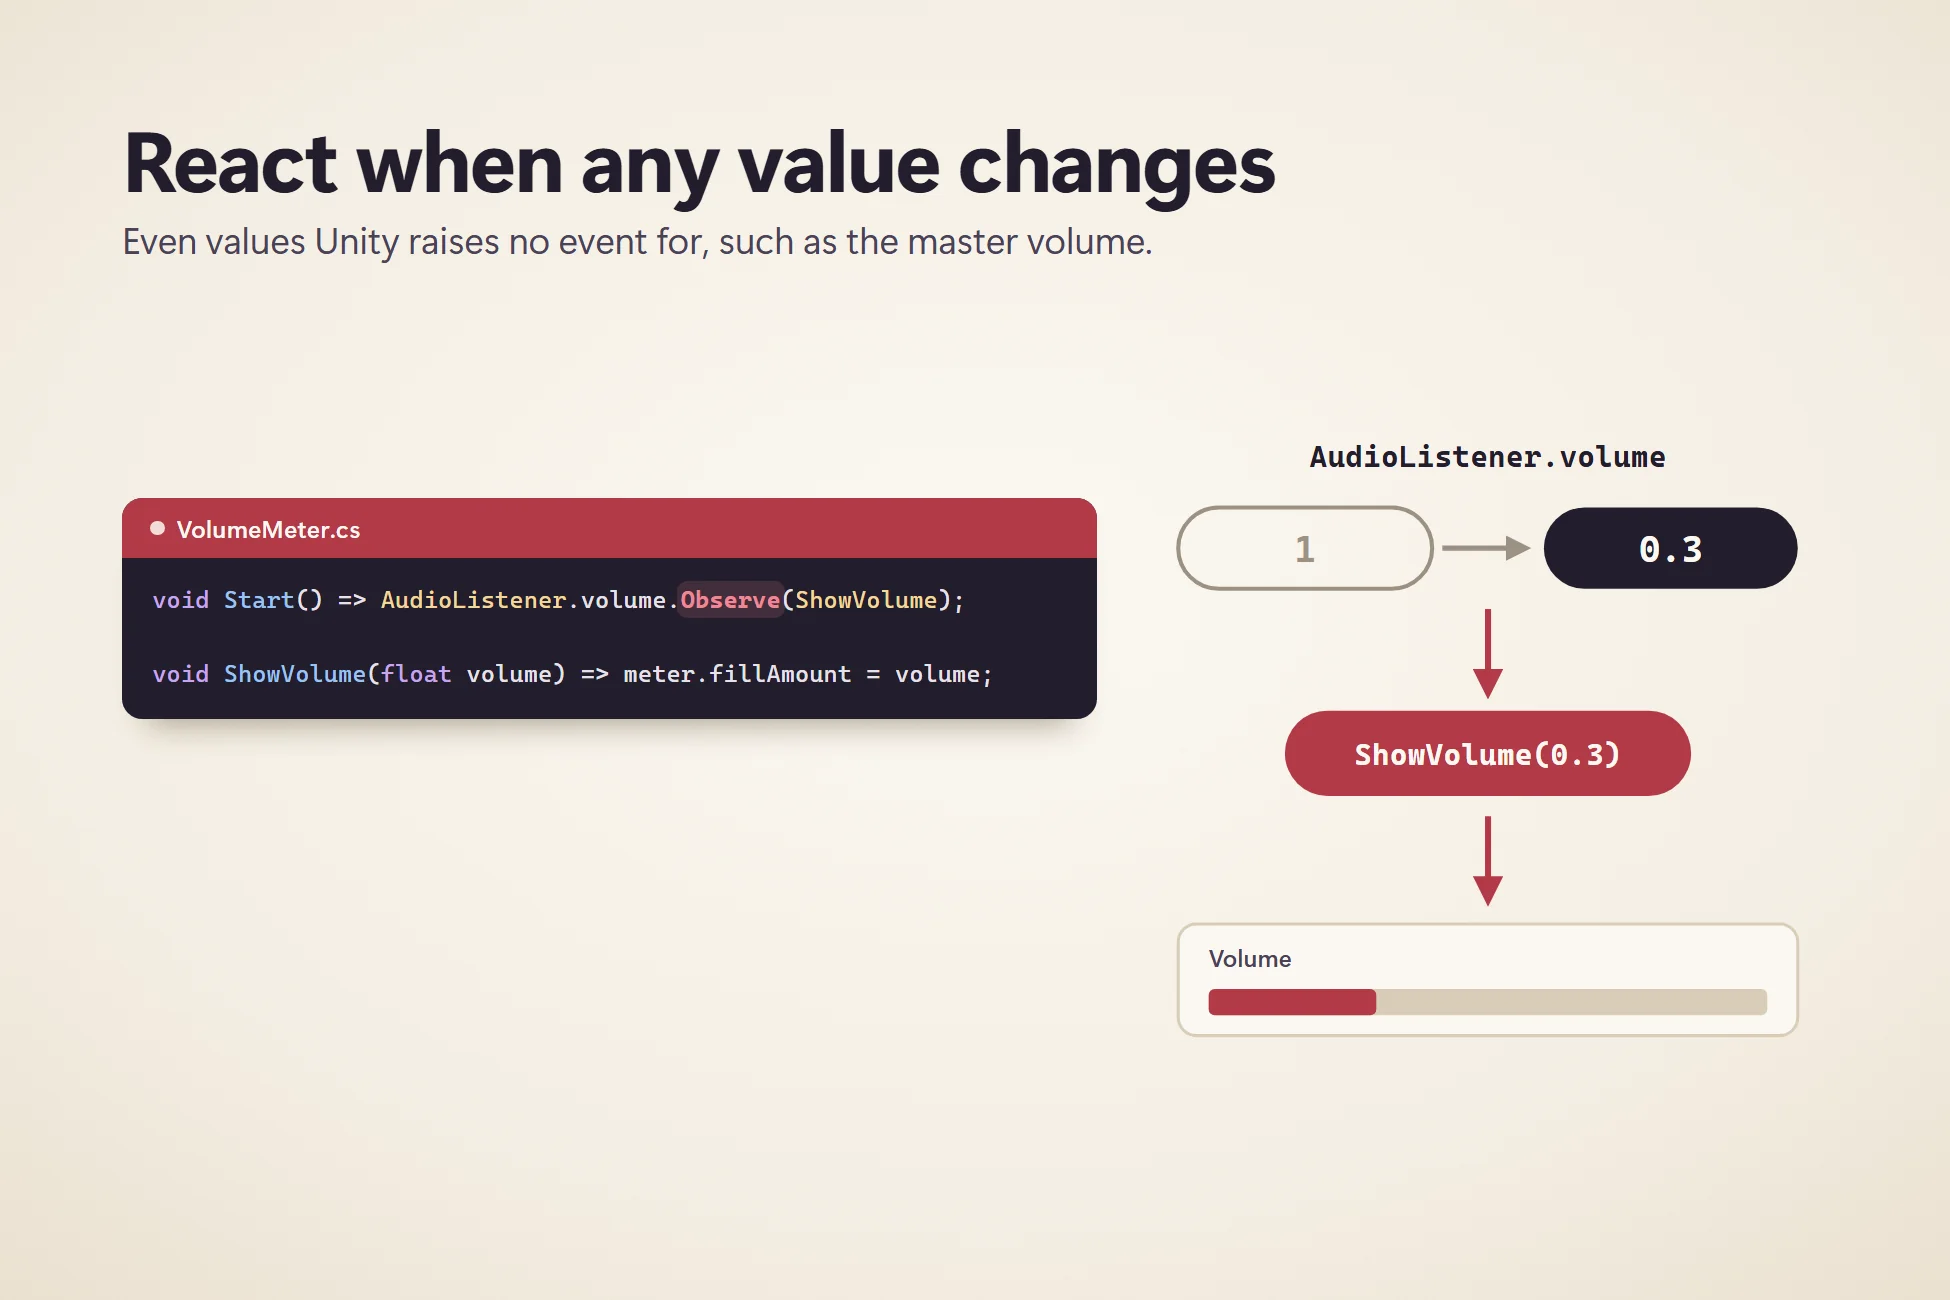 React when any value changes
Even values Unity raises no event for, such as the master volume.
VolumeMeter.cs
void Start() => AudioListener.volume.Observe(ShowVolume);
void ShowVolume(float volume) => meter.fillAmount = volume;
AudioListener.volume
1
0.3
ShowVolume(0.3)
Volume